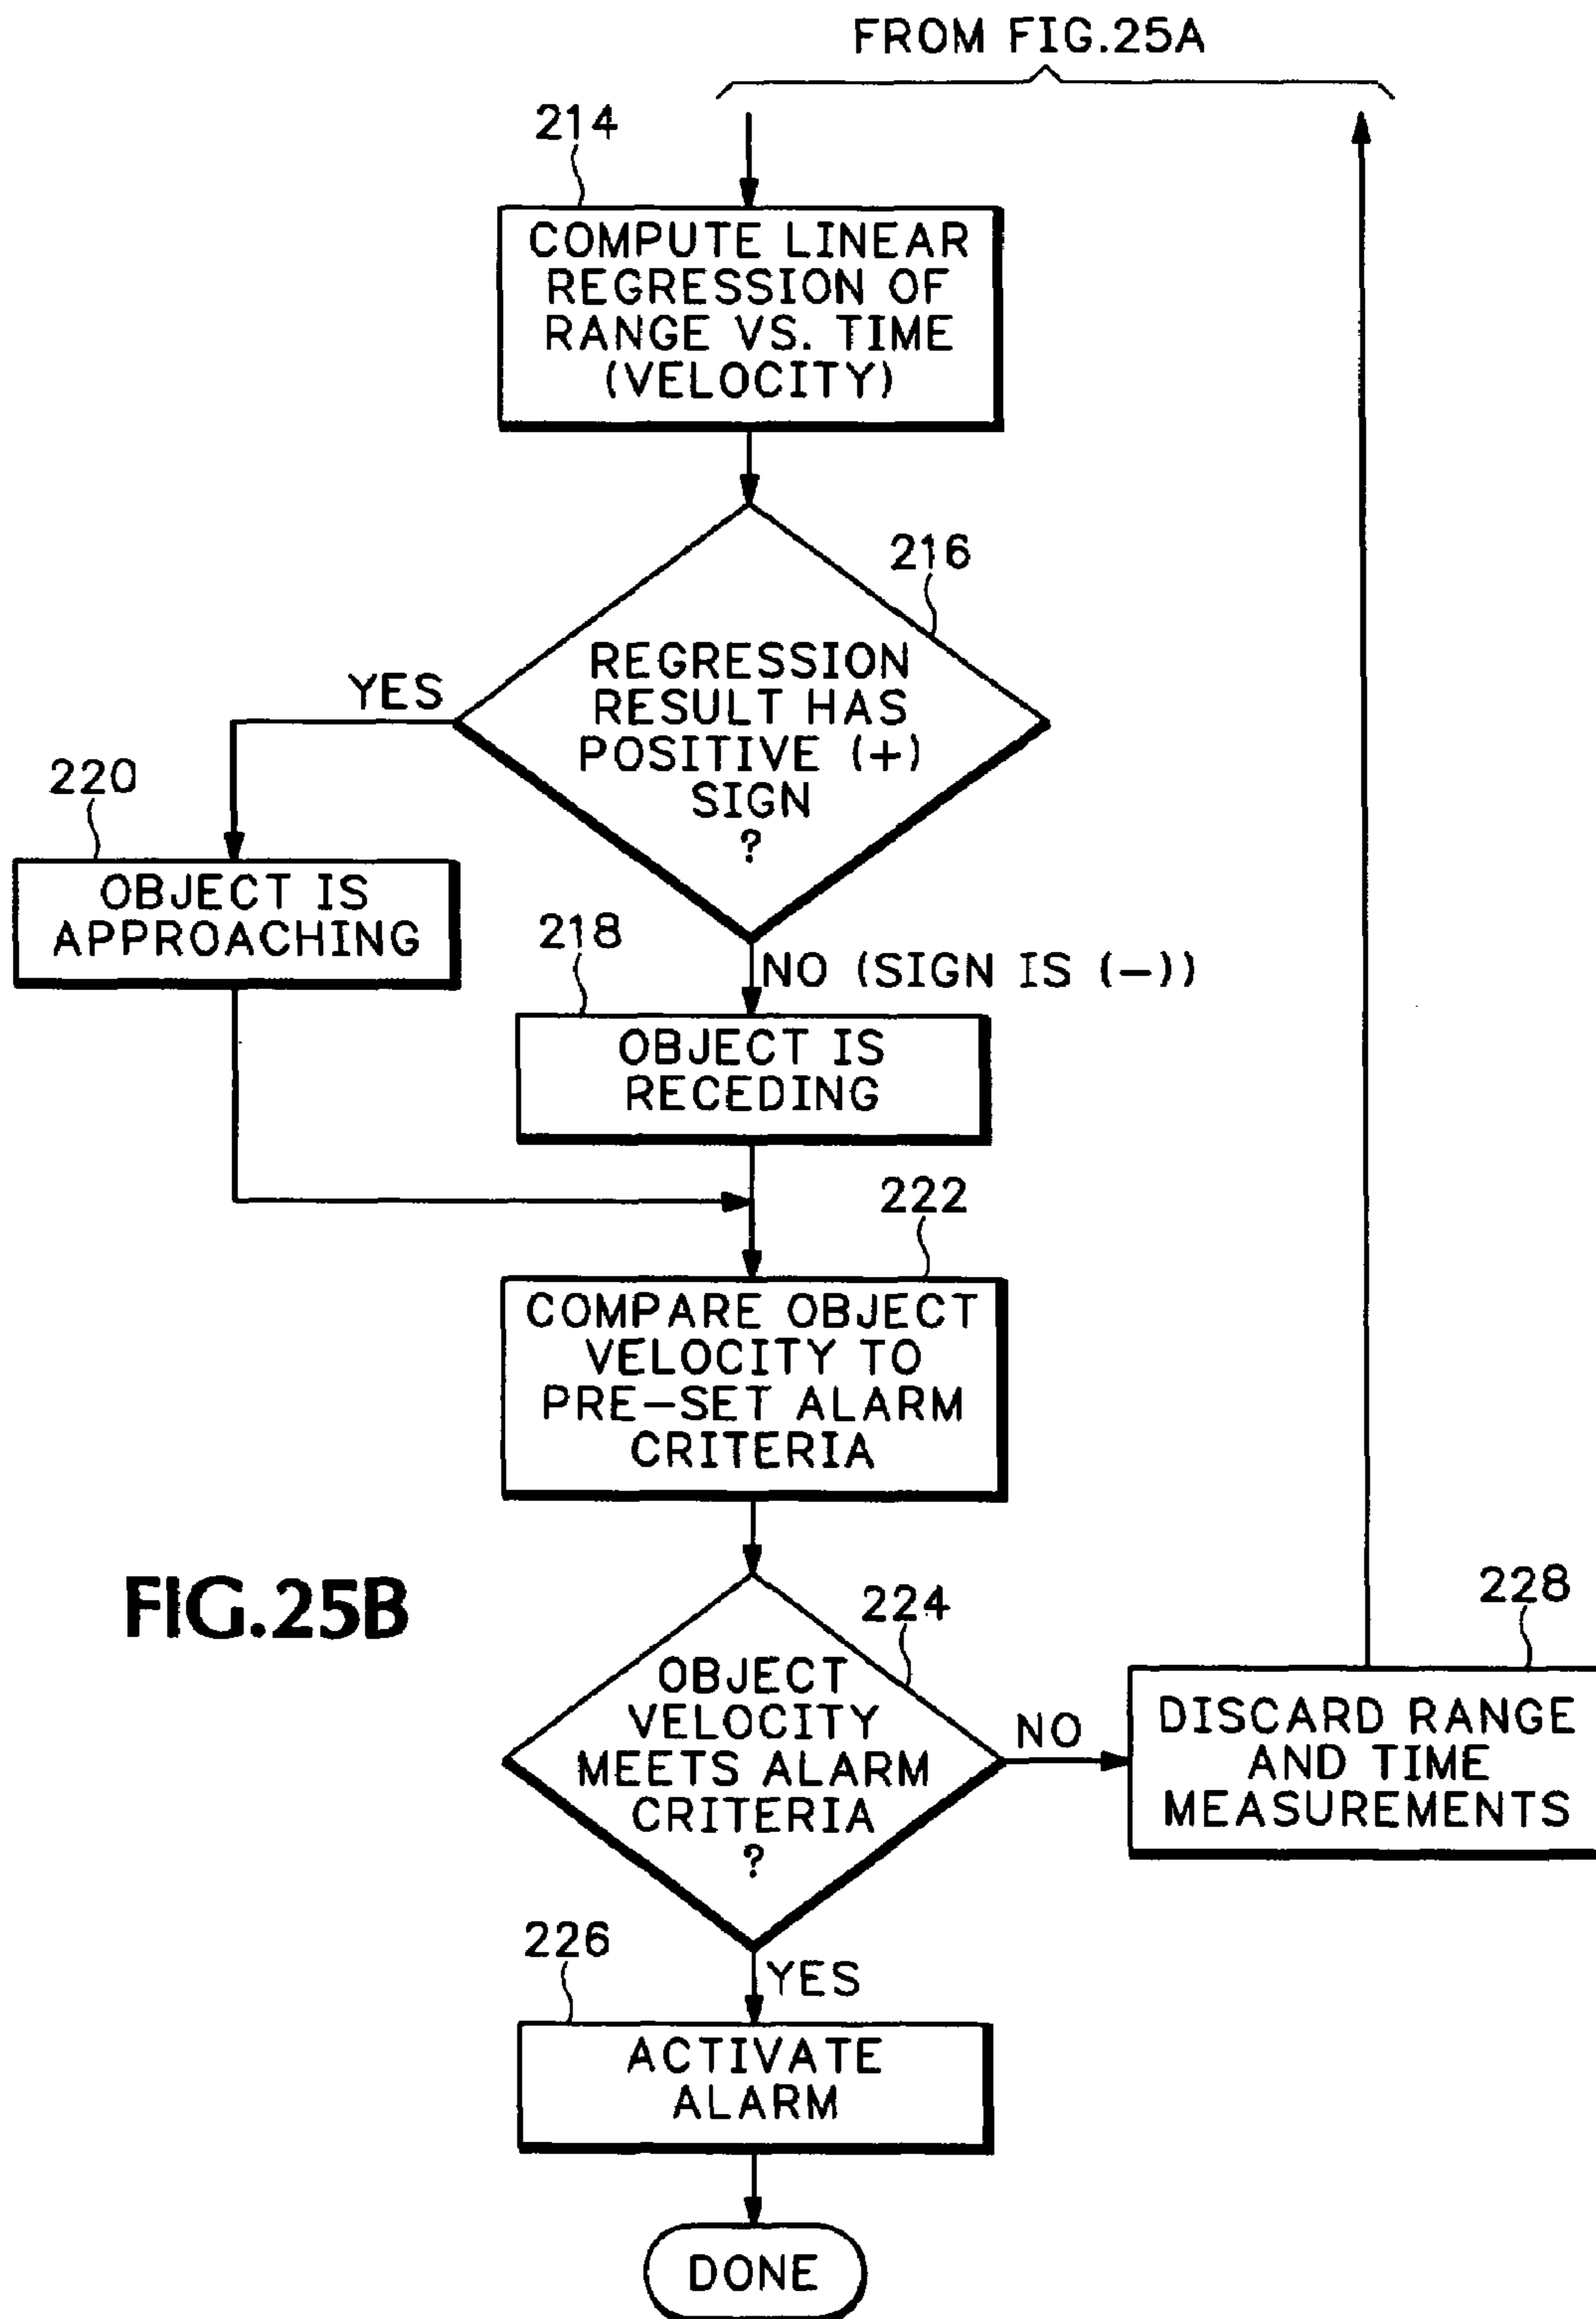 FROM FIG.25A
214
COMPUTE LINEAR
REGRESSION OF
RANGE VS. TIME
(VELOCITY)
216
REGRESSION
RESULT HAS
POSITIVE (+)
SIGN
?
YES
220
OBJECT IS
APPROACHING
218
NO (SIGN IS (−))
OBJECT IS
RECEDING
222
COMPARE OBJECT
VELOCITY TO
PRE−SET ALARM
CRITERIA
FIG.25B
224
OBJECT
VELOCITY
MEETS ALARM
CRITERIA
?
NO
228
DISCARD RANGE
AND TIME
MEASUREMENTS
226
YES
ACTIVATE
ALARM
DONE